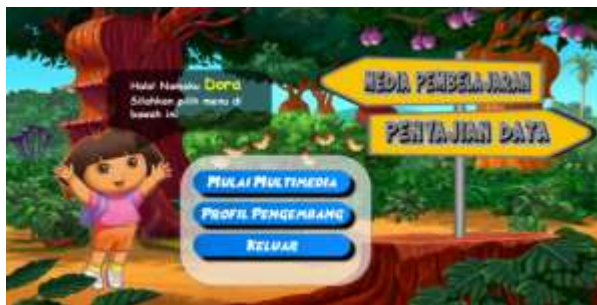 Halo! Namaku Dora
Silahkan pilih menu di
bawah ini
MEDIA PEMBELAJARAN
PENYAJIAN DATA
MULAI MULTIMEDIA
PROFIL PENGEMBANG
KELUAR